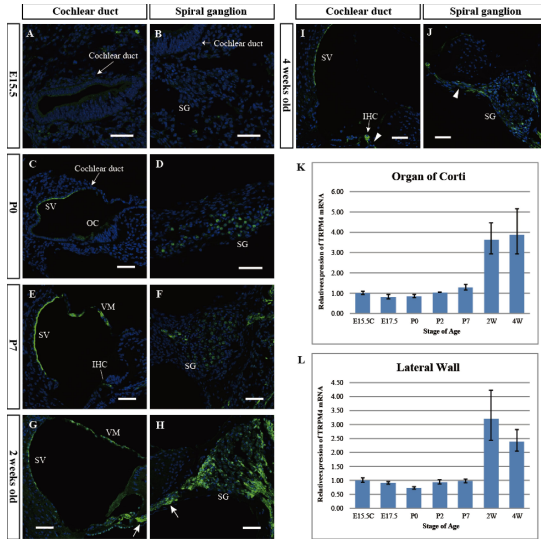 Cochlear duct
Spiral ganglion
E15.5
A
Cochlear duct
B
Cochlear duct
SG
P0
C
Cochlear duct
SV
OC
D
SG
P7
E
VM
SV
IHC
F
SG
2 weeks old
G
VM
SV
H
SG
Cochlear duct
Spiral ganglion
4 weeks old
I
SV
IHC
J
SG
K
Organ of Corti
Relativeexpression of TRPM4 mRNA
6.00
5.00
4.00
3.00
2.00
1.00
0.00
E15.5C E17.5 P0 P2 P7 2W 4W
Stage of Age
L
Lateral Wall
Relativeexpression of TRPM4 mRNA
4.50
4.00
3.50
3.00
2.50
2.00
1.50
1.00
0.50
0.00
E15.5C E17.5 P0 P2 P7 2W 4W
Stage of Age